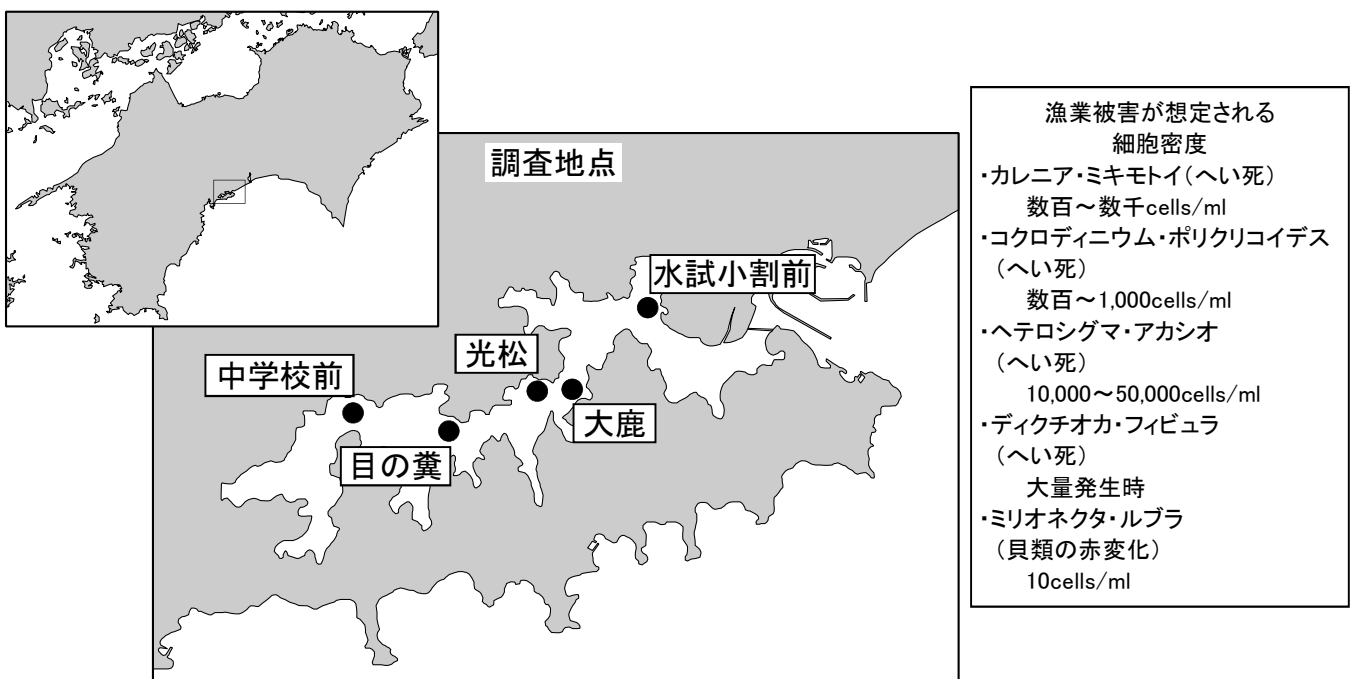 調査地点
水試小割前
光松
中学校前
大鹿
目の糞
漁業被害が想定される
細胞密度
・カレニア・ミキモトイ(へい死)
数百～数千cells/ml
・コクロディニウム・ポリクリコイデス
(へい死)
数百～1,000cells/ml
・ヘテロシグマ・アカシオ
(へい死)
10,000～50,000cells/ml
・ディクチオカ・フィビュラ
(へい死)
大量発生時
・ミリオネクタ・ルブラ
(貝類の赤変化)
10cells/ml